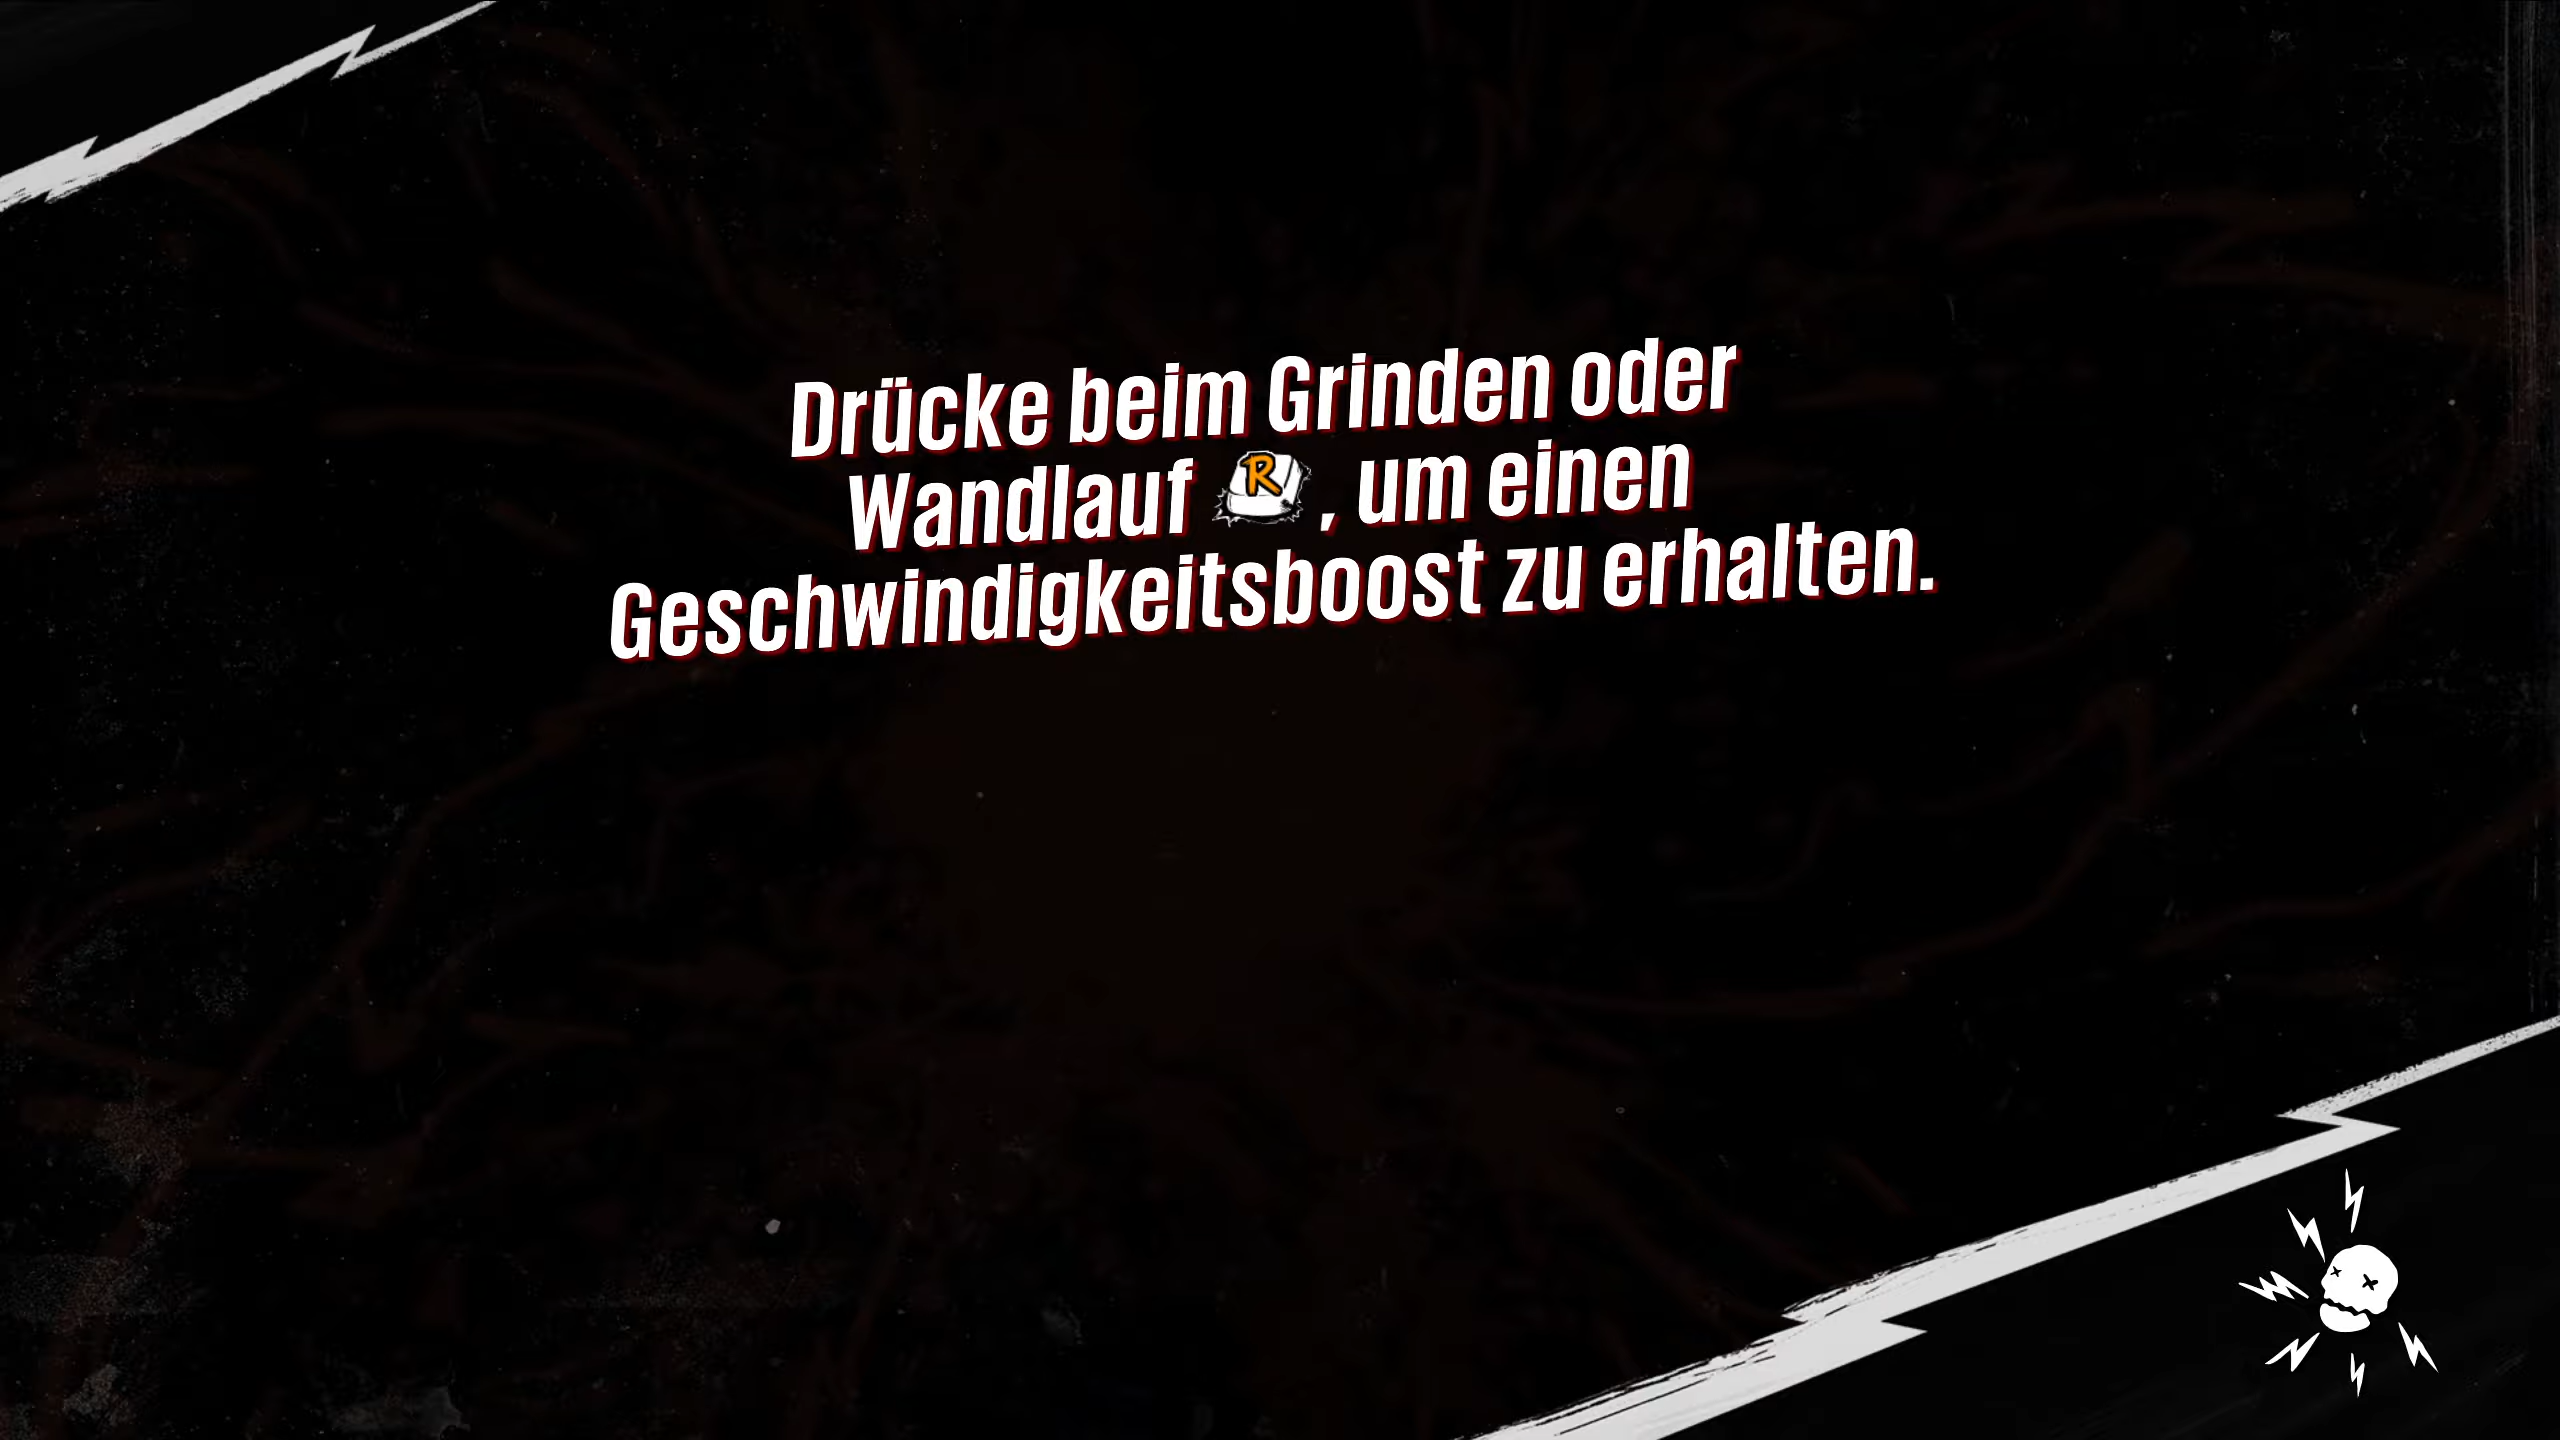 Drücke beim Grinden oder
Wandlauf R , um einen
Geschwindigkeitsboost zu erhalten.